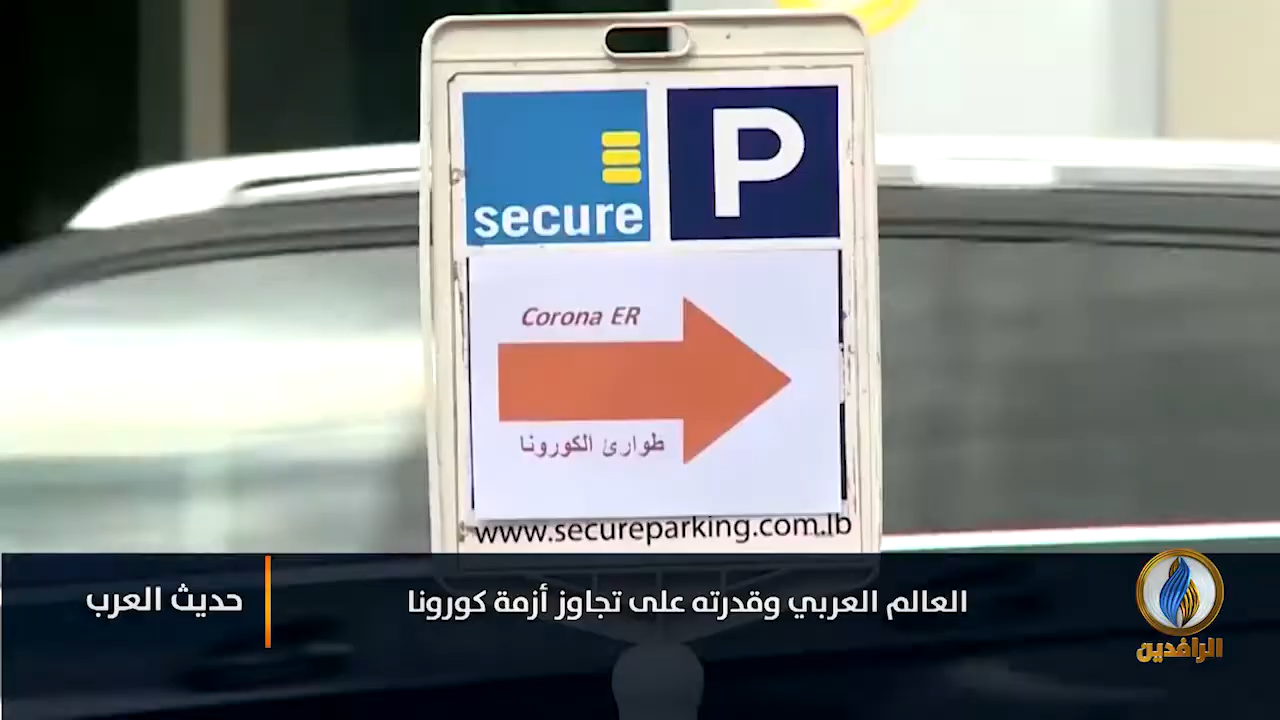 secure
P
Corona ER
طوارئ الكورونا
www.secureparking.com.lb
العالم العربي وقدرته على تجاوز أزمة كورونا
حديث العرب
الرافدين